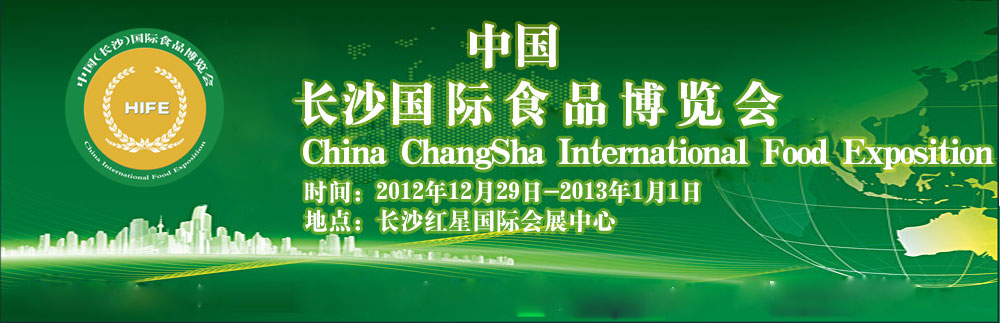 中国(长沙)国际食品博览会
HIFE
China International Food Exposition
中国
长沙国际食品博览会
China ChangSha International Food Exposition
时间：2012年12月29日-2013年1月1日
地点：长沙红星国际会展中心